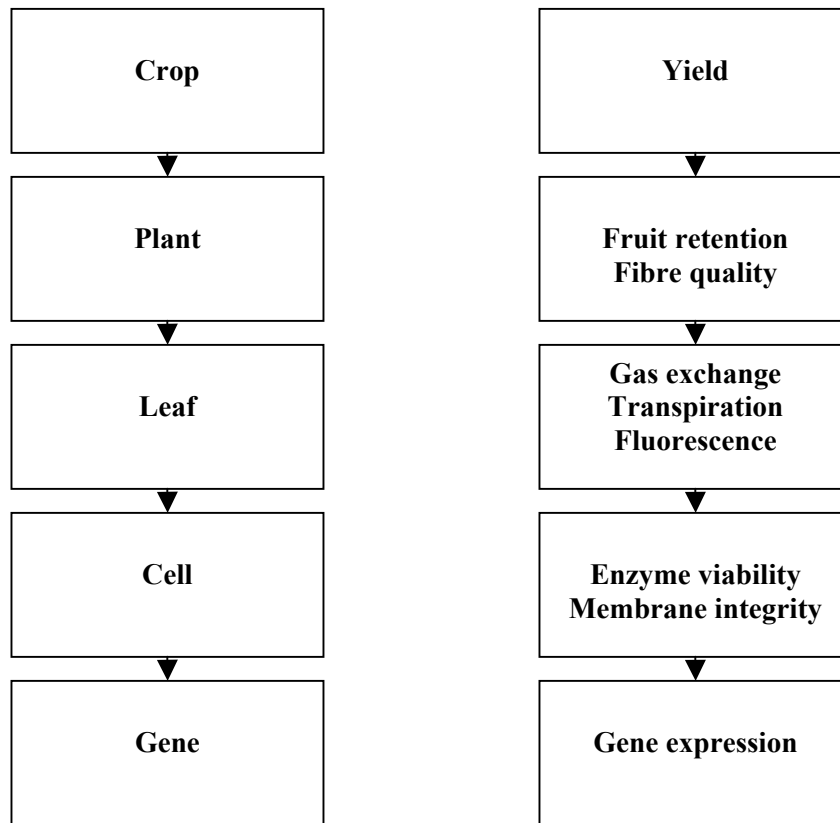 Crop
Yield
Plant
Fruit retention
Fibre quality
Leaf
Gas exchange
Transpiration
Fluorescence
Cell
Enzyme viability
Membrane integrity
Gene
Gene expression